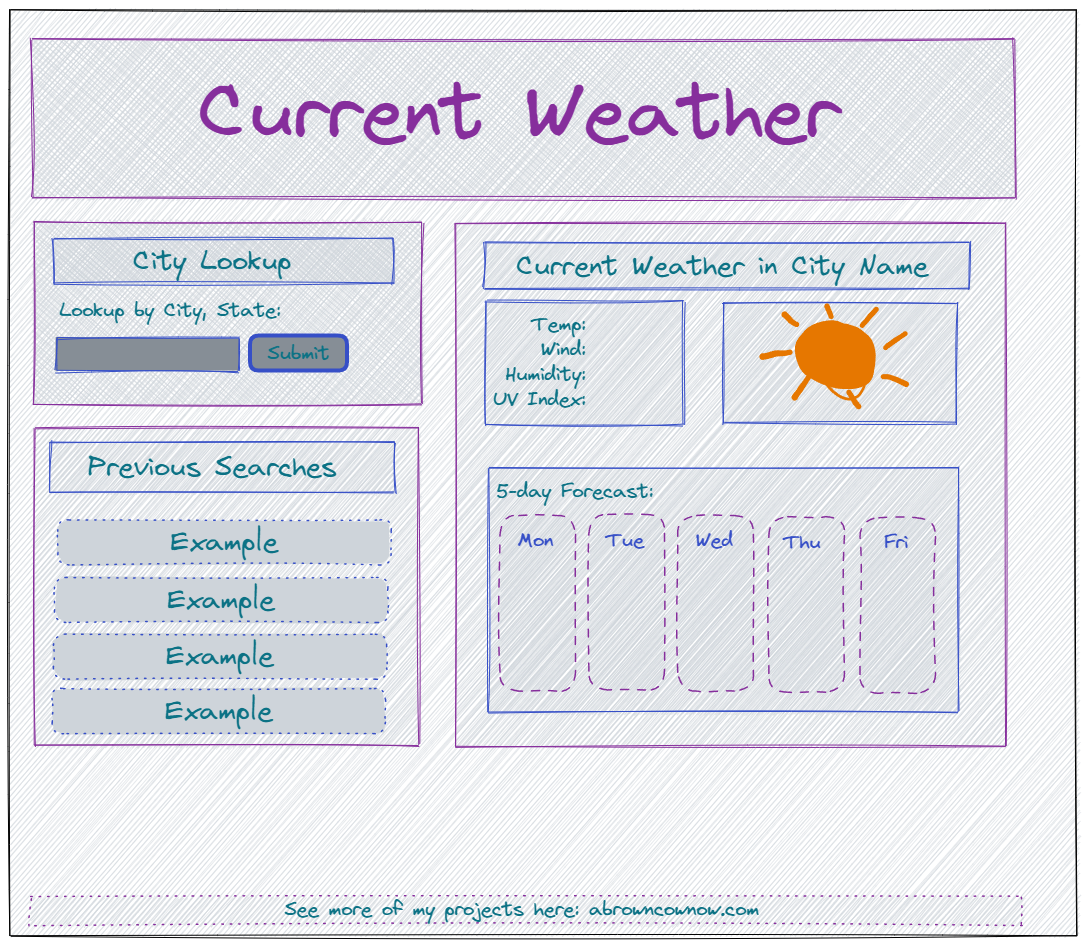 Current Weather
City Lookup
Lookup by City, State:
Submit
Previous Searches
Example
Example
Example
Example
Current Weather in City Name
Temp:
Wind:
Humidity:
UV Index:
5-day Forecast:
Mon Tue Wed Thu Fri
See more of my projects here: abrowncownow.com